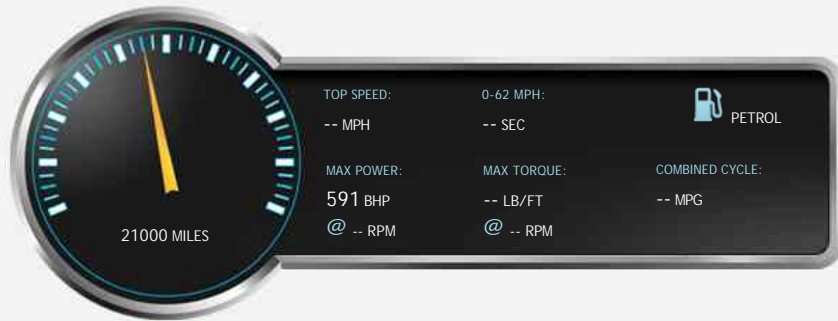 TOP SPEED:
-- MPH
0-62 MPH:
-- SEC
PETROL
MAX POWER:
591 BHP
@ -- RPM
MAX TORQUE:
-- LB/FT
@ -- RPM
COMBINED CYCLE:
-- MPG
21000 MILES